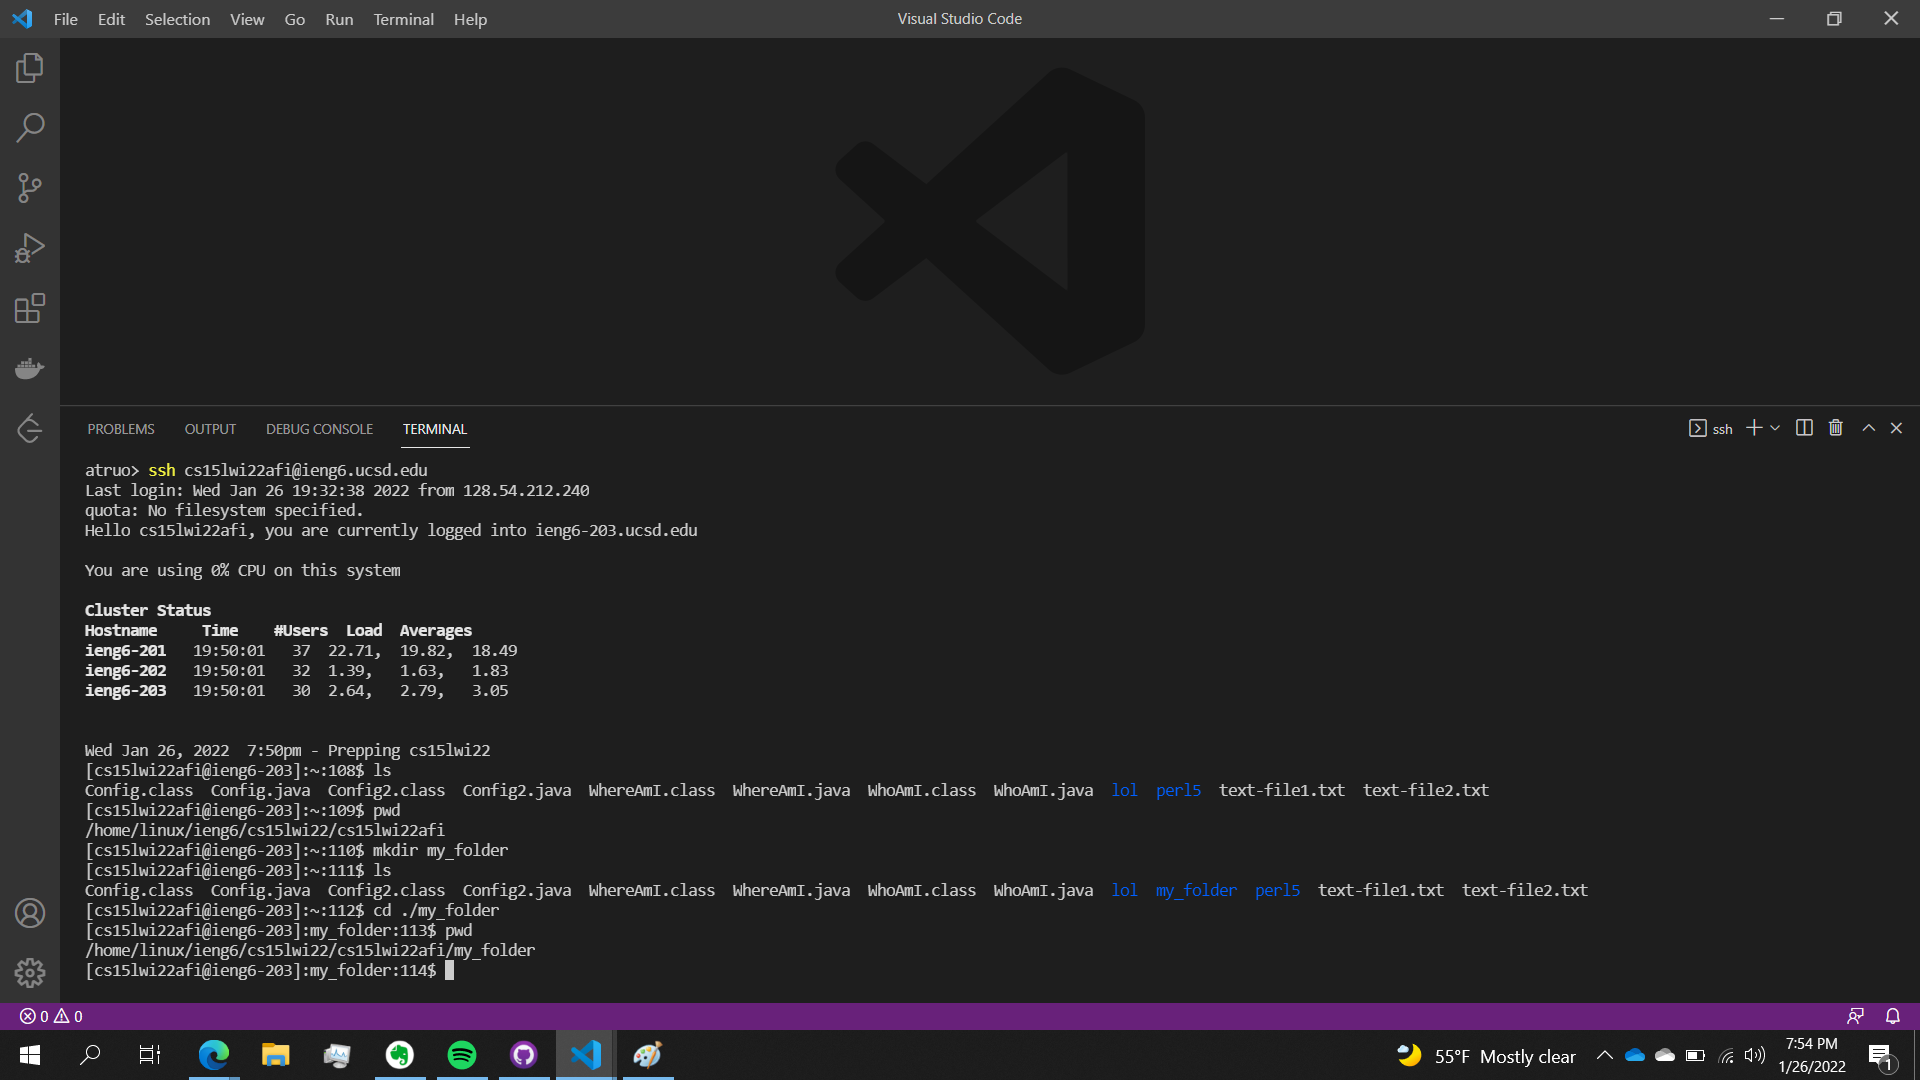 File Edit Selection View Go Run Terminal Help
Visual Studio Code
PROBLEMS OUTPUT DEBUG CONSOLE TERMINAL
ssh
atruo> ssh cs15lwi22afi@ieng6.ucsd.edu
Last login: Wed Jan 26 19:32:38 2022 from 128.54.212.240
quota: No filesystem specified.
Hello cs15lwi22afi, you are currently logged into ieng6-203.ucsd.edu
You are using 0% CPU on this system
Cluster Status
Hostname     Time    #Users  Load  Averages
ieng6-201   19:50:01   37  22.71,  19.82,  18.49
ieng6-202   19:50:01   32  1.39,   1.63,   1.83
ieng6-203   19:50:01   30  2.64,   2.79,   3.05
Wed Jan 26, 2022  7:50pm - Prepping cs15lwi22
[cs15lwi22afi@ieng6-203]:~:108$ ls
Config.class  Config.java  Config2.class  Config2.java  WhereAmI.class  WhereAmI.java  WhoAmI.class  WhoAmI.java  lol  perl5  text-file1.txt  text-file2.txt
[cs15lwi22afi@ieng6-203]:~:109$ pwd
/home/linux/ieng6/cs15lwi22/cs15lwi22afi
[cs15lwi22afi@ieng6-203]:~:110$ mkdir my_folder
[cs15lwi22afi@ieng6-203]:~:111$ ls
Config.class  Config.java  Config2.class  Config2.java  WhereAmI.class  WhereAmI.java  WhoAmI.class  WhoAmI.java  lol  my_folder  perl5  text-file1.txt  text-file2.txt
[cs15lwi22afi@ieng6-203]:~:112$ cd ./my_folder
[cs15lwi22afi@ieng6-203]:my_folder:113$ pwd
/home/linux/ieng6/cs15lwi22/cs15lwi22afi/my_folder
[cs15lwi22afi@ieng6-203]:my_folder:114$
0 0
55°F Mostly clear
7:54 PM
1/26/2022
1